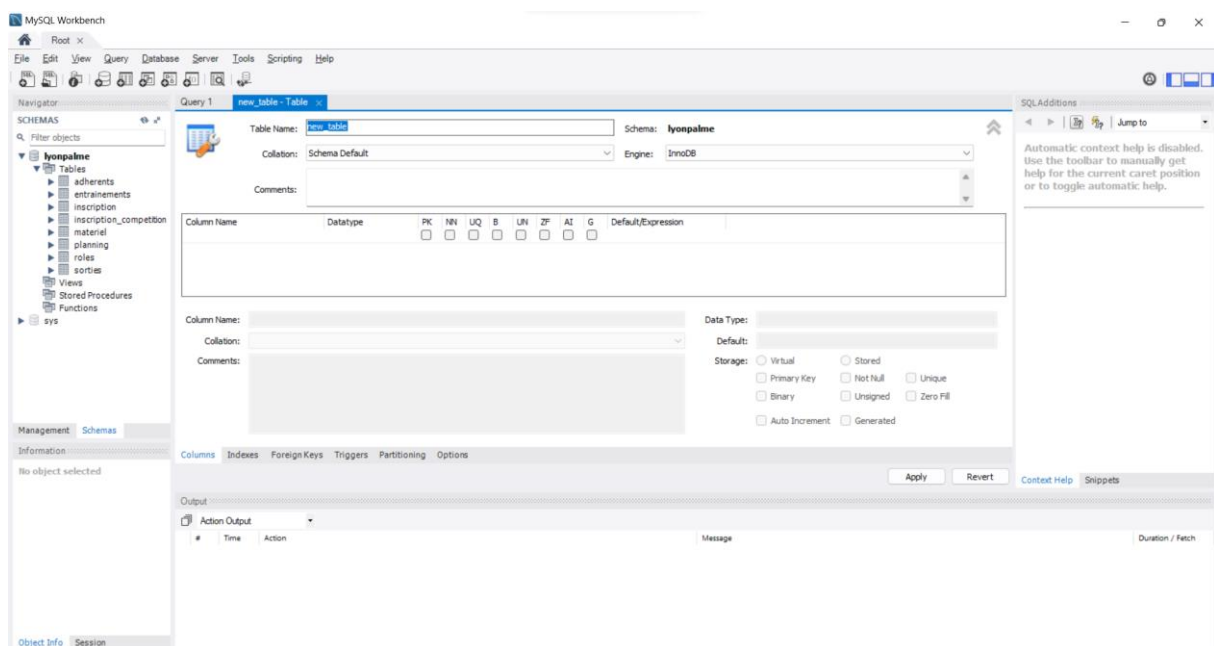 MySQL Workbench
Root ×
File Edit View Query Database Server Tools Scripting Help
Navigator
SCHEMAS
Filter objects
lyonpalme
Tables
adherents
entrainements
inscription
inscription_competition
materiel
planning
roles
sorties
Views
Stored Procedures
Functions
sys
Management Schemas
Information
No object selected
Object Info Session
Query 1 new_table - Table ×
Table Name: new_table Schema: lyonpalme
Collation: Schema Default Engine: InnoDB
Comments:
Column Name Datatype PK NN UQ B UN ZF AI G Default/Expression
Column Name: Data Type:
Collation: Default:
Comments: Storage: Virtual Stored
Primary Key Not Null Unique
Binary Unsigned Zero Fill
Auto Increment Generated
Columns Indexes Foreign Keys Triggers Partitioning Options
Apply Revert
Output
Action Output
# Time Action Message Duration / Fetch
SQLAdditions
Jump to
Automatic context help is disabled.
Use the toolbar to manually get
help for the current caret position
or to toggle automatic help.
Context Help Snippets